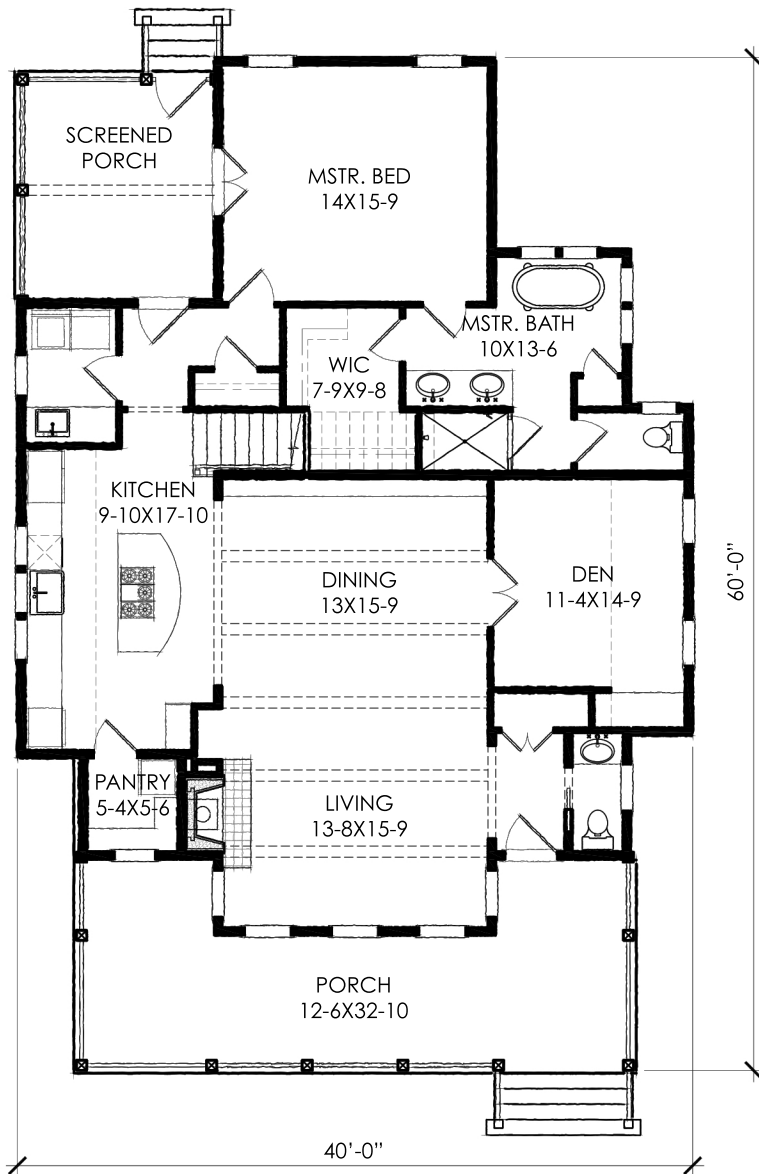 SCREENED
PORCH
MSTR. BED
14X15-9
MSTR. BATH
10X13-6
WIC
7-9X9-8
KITCHEN
9-10X17-10
DINING
13X15-9
DEN
11-4X14-9
60'-0"
PANTRY
5-4X5-6
LIVING
13-8X15-9
PORCH
12-6X32-10
40'-0"